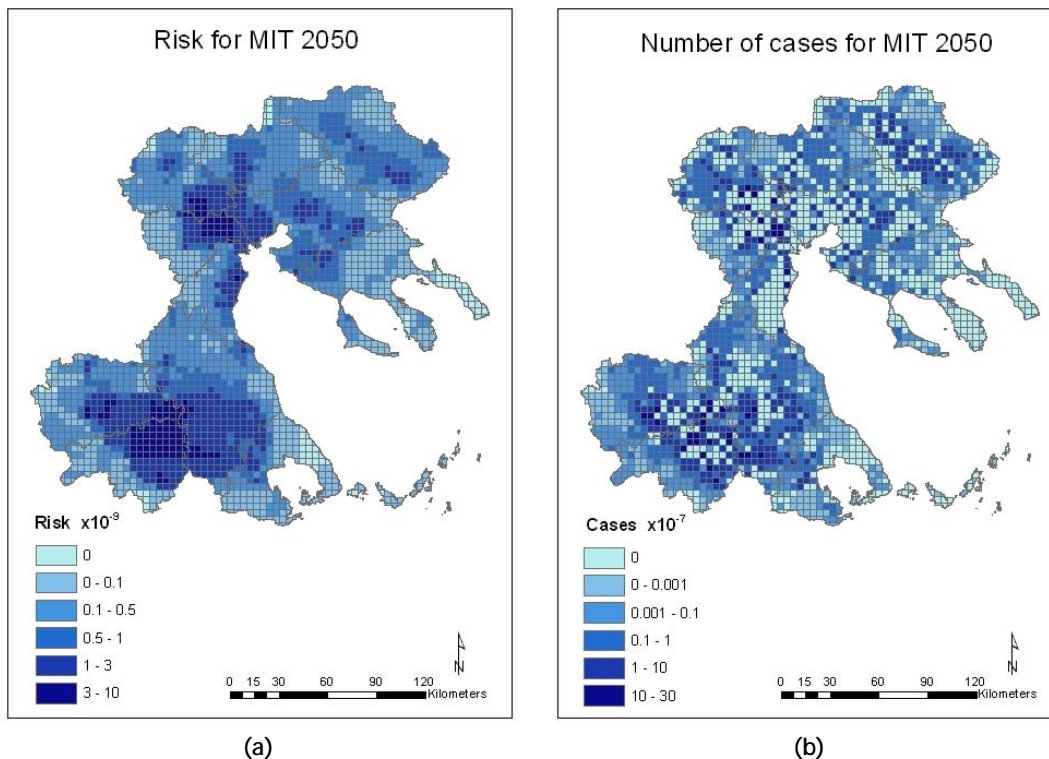 Risk for MIT 2050
Risk x10-9
0
0 - 0.1
0.1 - 0.5
0.5 - 1
1 - 3
3 - 10
N
0 15 30 60 90 120
Kilometers
(a)
Number of cases for MIT 2050
Cases x10-7
0
0 - 0.001
0.001 - 0.1
0.1 - 1
1 - 10
10 - 30
N
0 15 30 60 90 120
Kilometers
(b)